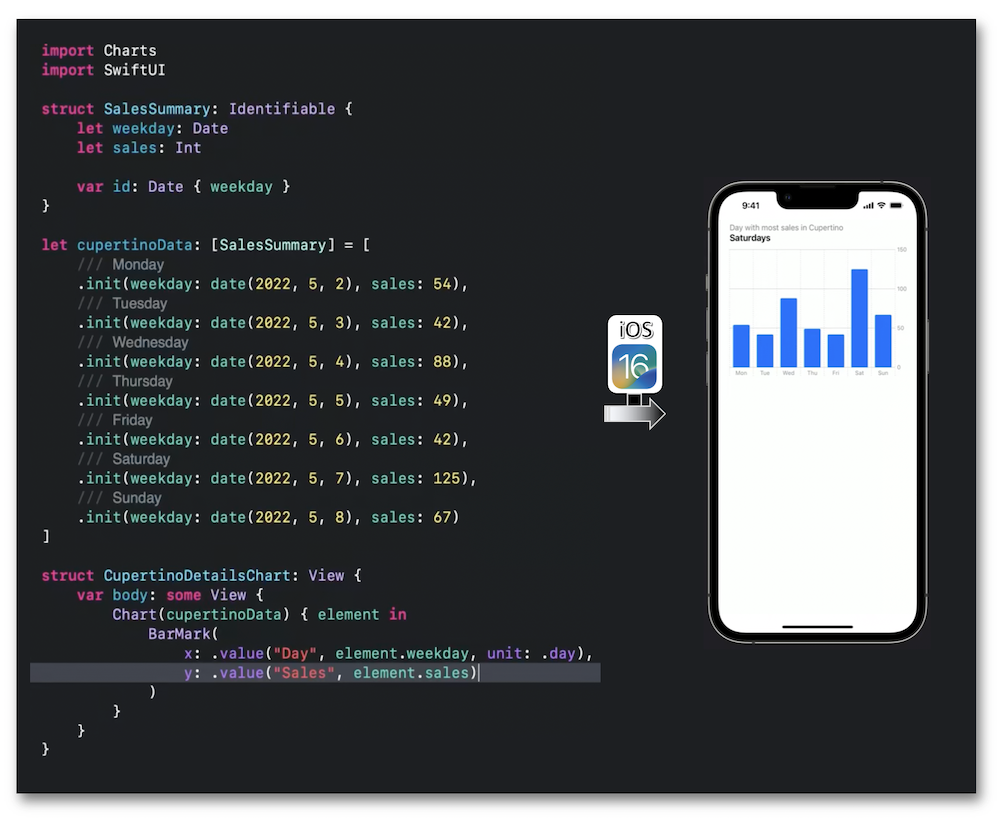 import Charts
import SwiftUI
struct SalesSummary: Identifiable {
let weekday: Date
let sales: Int
var id: Date { weekday }
}
let cupertinoData: [SalesSummary] = [
/// Monday
.init(weekday: date(2022, 5, 2), sales: 54),
/// Tuesday
.init(weekday: date(2022, 5, 3), sales: 42),
/// Wednesday
.init(weekday: date(2022, 5, 4), sales: 88),
/// Thursday
.init(weekday: date(2022, 5, 5), sales: 49),
/// Friday
.init(weekday: date(2022, 5, 6), sales: 42),
/// Saturday
.init(weekday: date(2022, 5, 7), sales: 125),
/// Sunday
.init(weekday: date(2022, 5, 8), sales: 67)
]
struct CupertinoDetailsChart: View {
var body: some View {
Chart(cupertinoData) { element in
BarMark(
x: .value("Day", element.weekday, unit: .day),
y: .value("Sales", element.sales)
)
}
}
}
iOS
16
9:41
Day with most sales in Cupertino
Saturdays
150
100
50
0
Mon Tue Wed Thu Fri Sat Sun